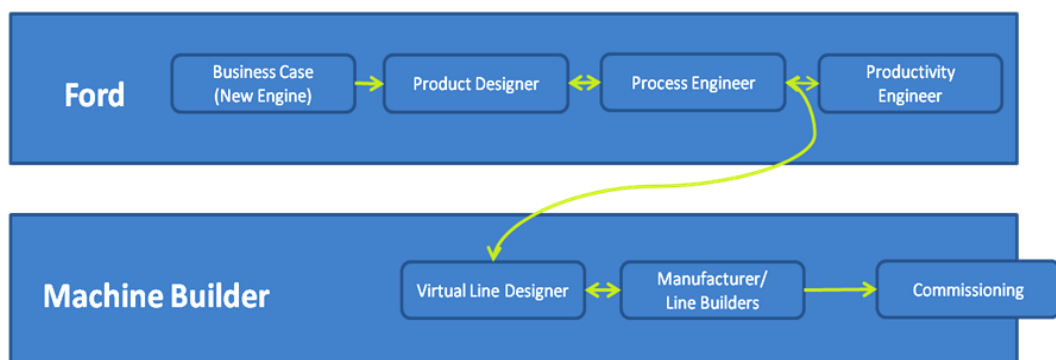 Ford
Business Case
(New Engine)
Product Designer
Process Engineer
Productivity
Engineer
Machine Builder
Virtual Line Designer
Manufacturer/
Line Builders
Commissioning